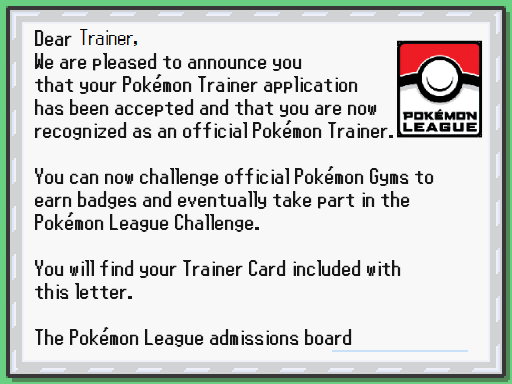 Dear Trainer,
We are pleased to announce you
that your Pokémon Trainer application
has been accepted and that you are now
recognized as an official Pokémon Trainer.
POKÉMON
LEAGUE
You can now challenge official Pokémon Gyms to
earn badges and eventually take part in the
Pokémon League Challenge.
You will find your Trainer Card included with
this letter.
The Pokémon League admissions board